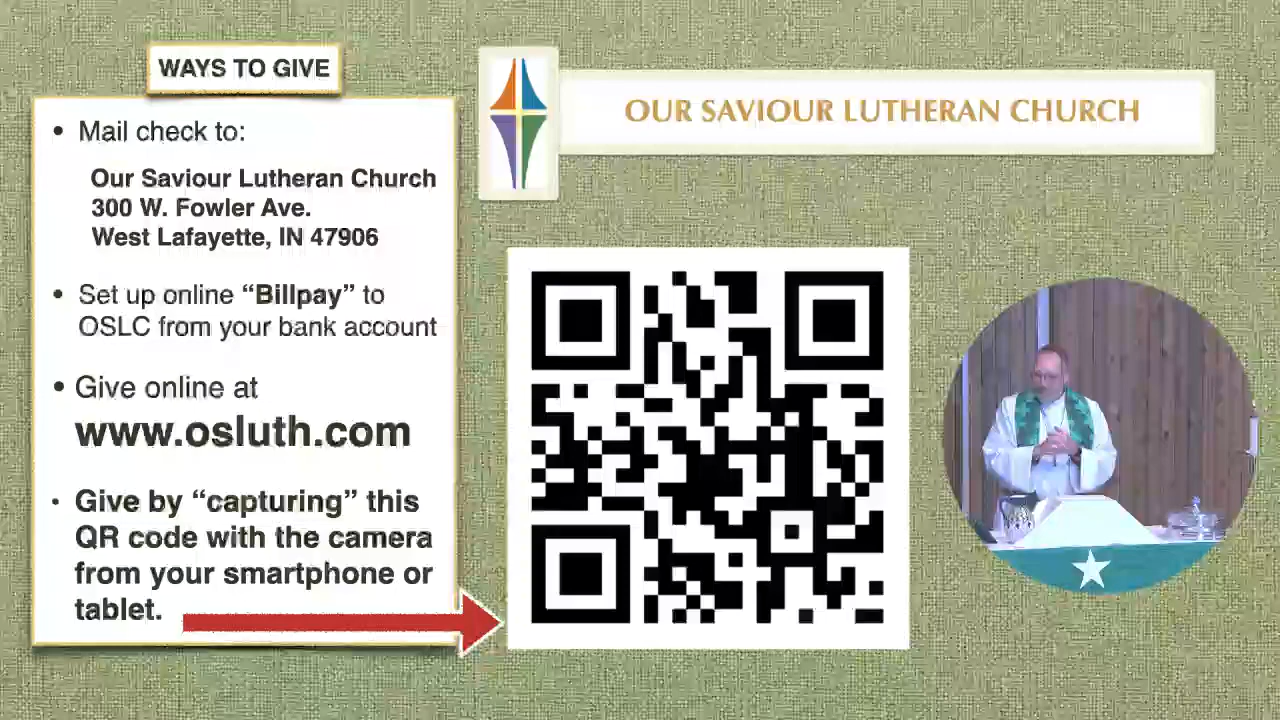 WAYS TO GIVE
• Mail check to:
Our Saviour Lutheran Church
300 W. Fowler Ave.
West Lafayette, IN 47906
• Set up online “Billpay” to
OSLC from your bank account
• Give online at
www.osluth.com
• Give by “capturing” this
QR code with the camera
from your smartphone or
tablet.
OUR SAVIOUR LUTHERAN CHURCH